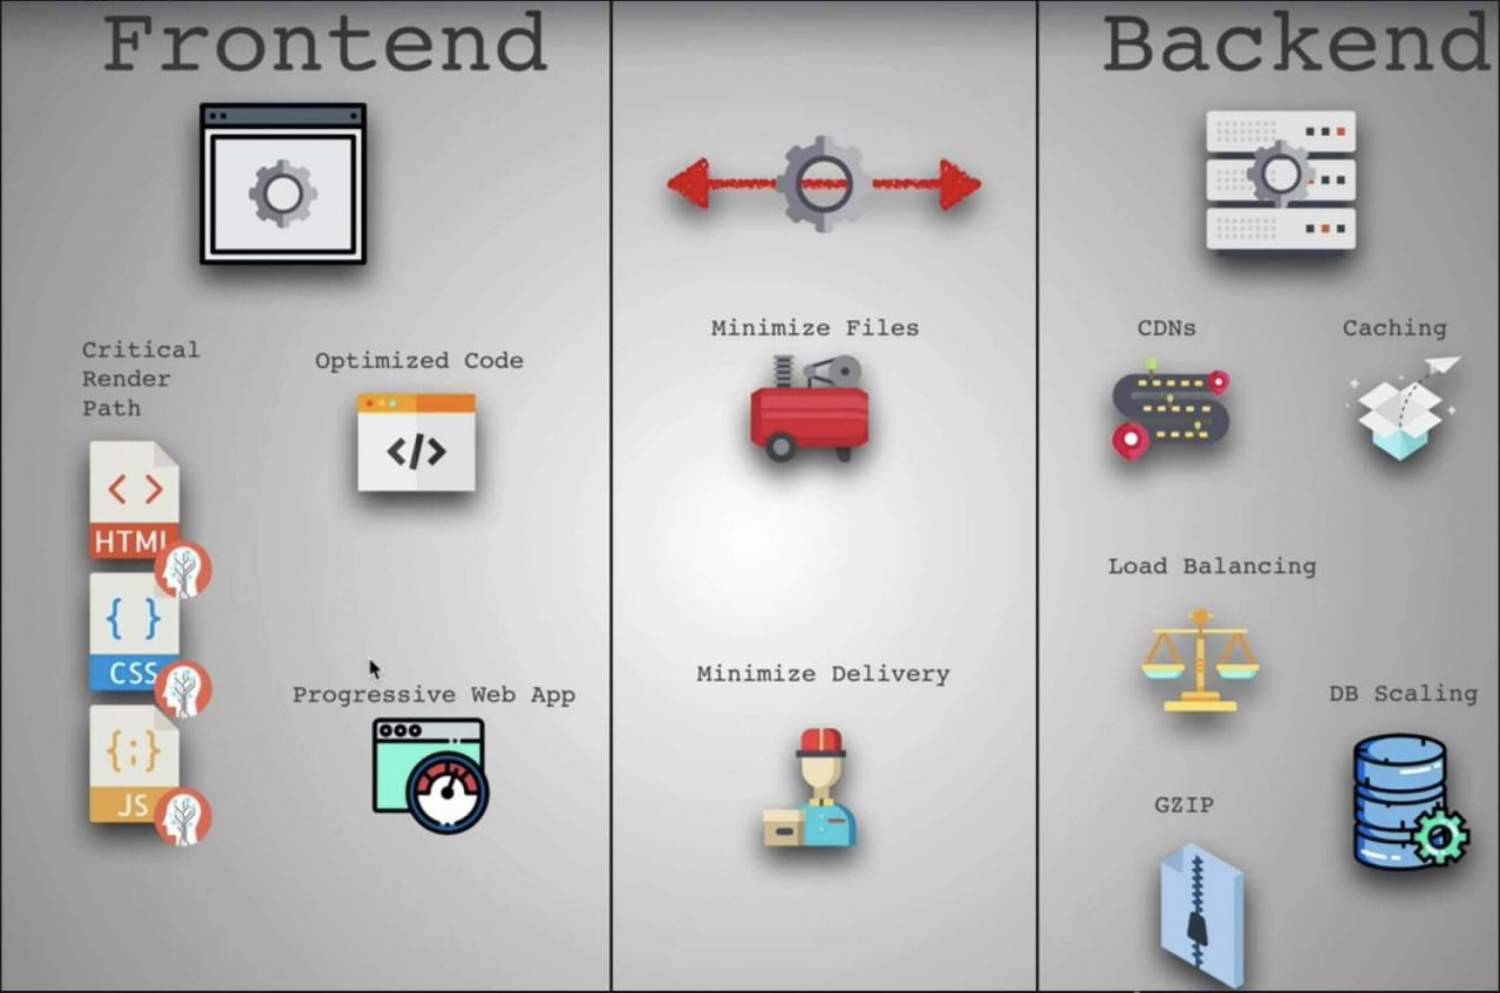 Frontend
Backend
Critical
Render
Path
Optimized Code
</>
< >
HTML
{ }
CSS
{;}
JS
Progressive Web App
Minimize Files
Minimize Delivery
CDNs
Caching
Load Balancing
DB Scaling
GZIP